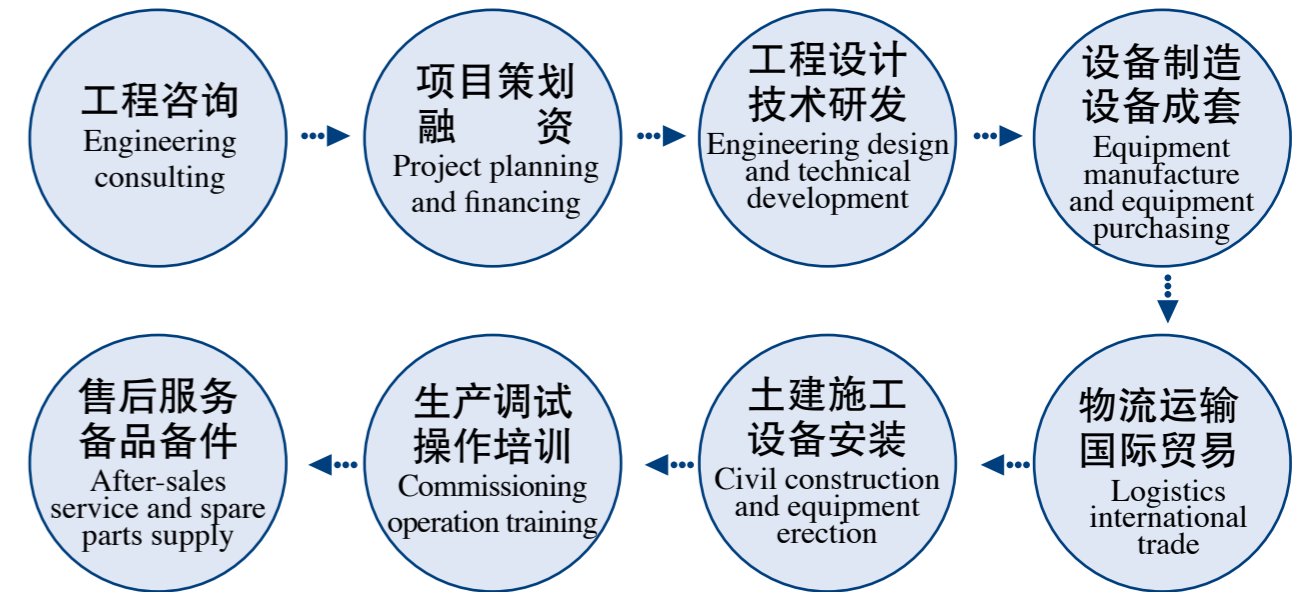 工程咨询
Engineering
consulting
项目策划
融 资
Project planning
and financing
工程设计
技术研发
Engineering design
and technical
development
设备制造
设备成套
Equipment
manufacture
and equipment
purchasing
物流运输
国际贸易
Logistics
international
trade
土建施工
设备安装
Civil construction
and equipment
erection
生产调试
操作培训
Commissioning
operation training
售后服务
备品备件
After-sales
service and spare
parts supply